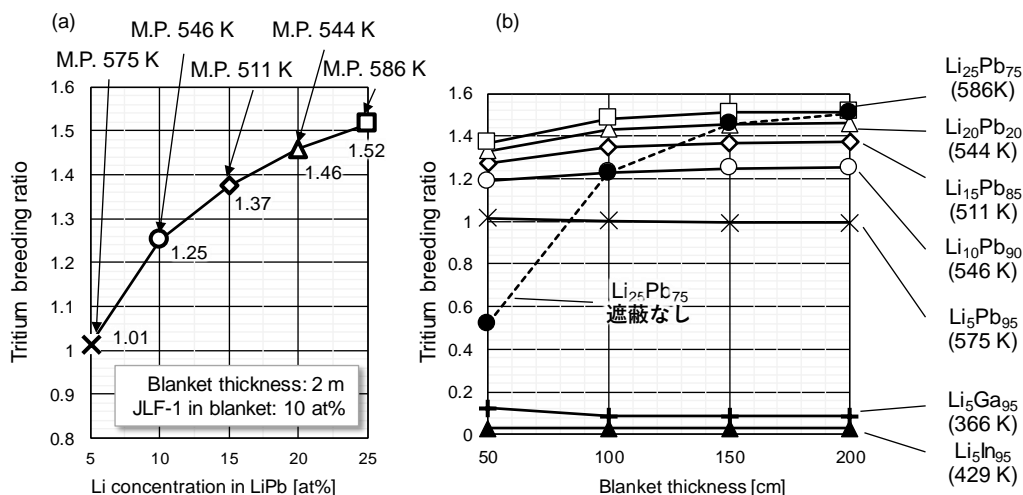 (a)
M.P. 575 K
M.P. 546 K
M.P. 511 K
M.P. 544 K
M.P. 586 K
Tritium breeding ratio
1.6
1.5
1.4
1.3
1.2
1.1
1
0.9
0.8
1.01
1.25
1.37
1.46
1.52
Blanket thickness: 2 m
JLF-1 in blanket: 10 at%
5
10
15
20
25
Li concentration in LiPb [at%]
(b)
Tritium breeding ratio
1.6
1.4
1.2
1
0.8
0.6
0.4
0.2
0
Li₂₅Pb₇₅
遮蔽なし
50
100
150
200
Blanket thickness [cm]
Li₂₅Pb₇₅
(586K)
Li₂₀Pb₂₀
(544 K)
Li₁₅Pb₈₅
(511 K)
Li₁₀Pb₉₀
(546 K)
Li₅Pb₉₅
(575 K)
Li₅Ga₉₅
(366 K)
Li₅In₉₅
(429 K)